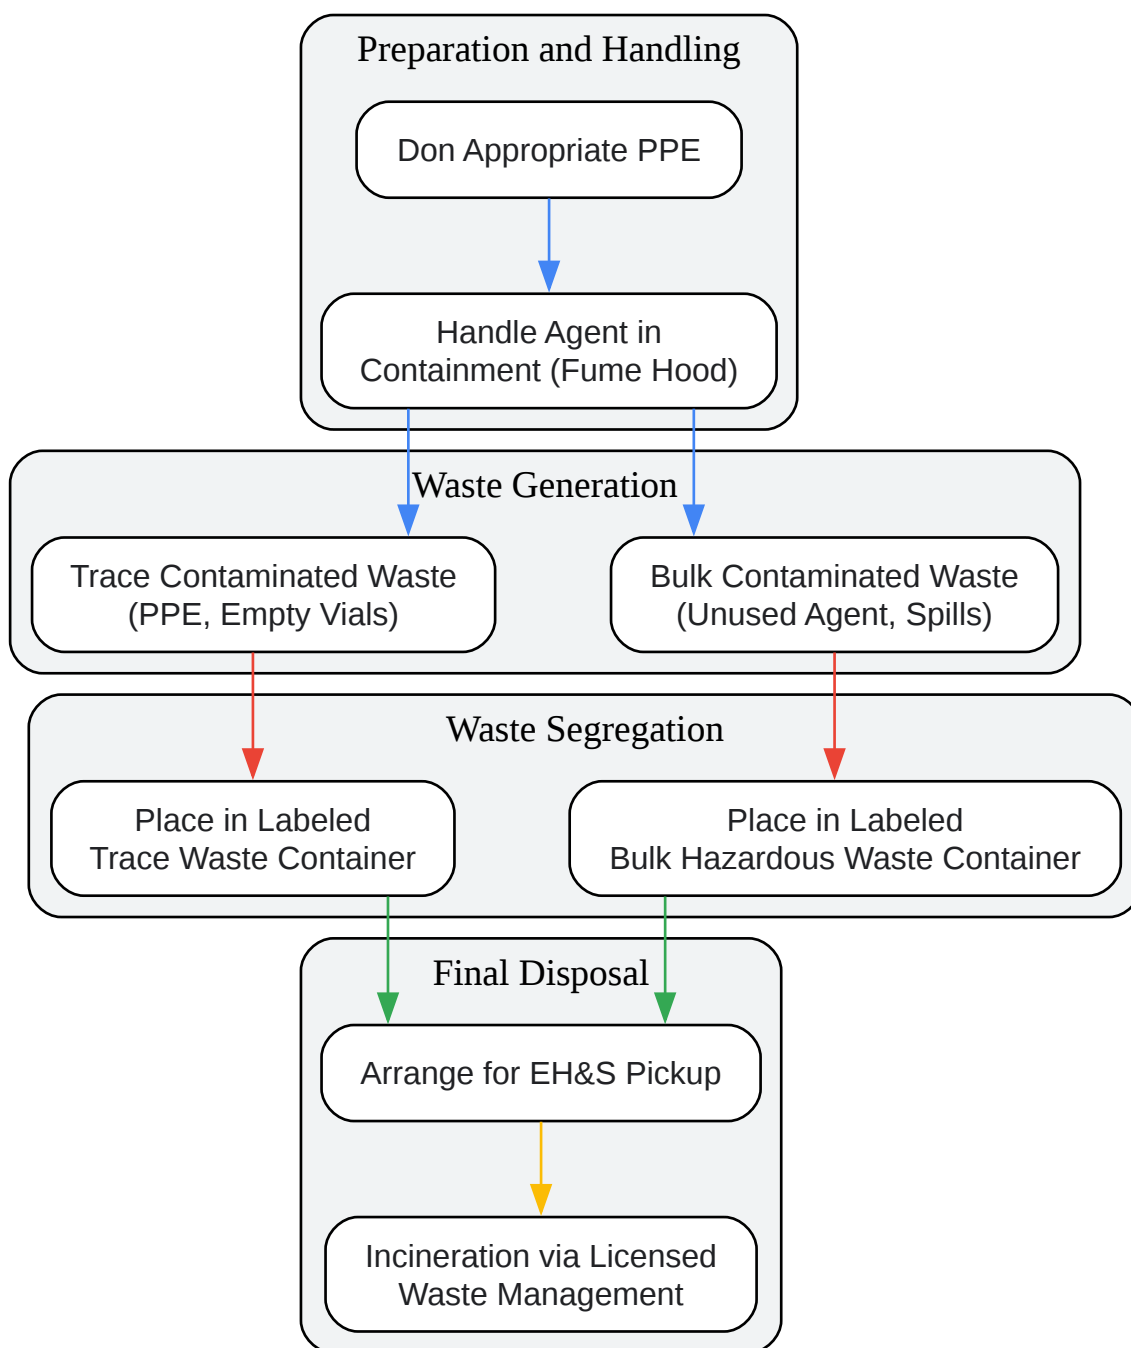 Preparation and Handling
Don Appropriate PPE
Handle Agent in
Containment (Fume Hood)
Waste Generation
Trace Contaminated Waste
(PPE, Empty Vials)
Bulk Contaminated Waste
(Unused Agent, Spills)
Waste Segregation
Place in Labeled
Trace Waste Container
Place in Labeled
Bulk Hazardous Waste Container
Final Disposal
Arrange for EH&S Pickup
Incineration via Licensed
Waste Management